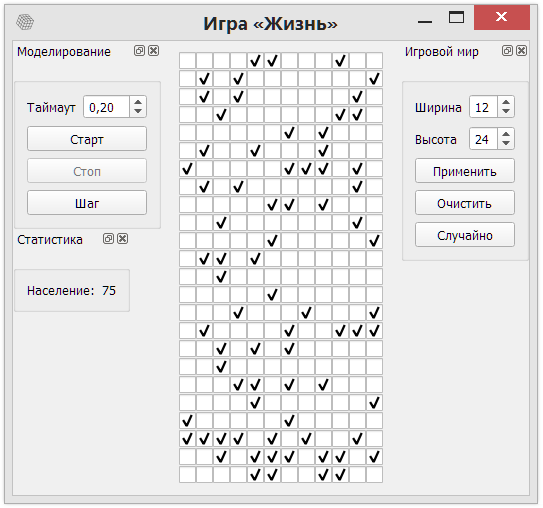 Игра «Жизнь»
Моделирование
Таймаут 0,20
Старт
Стоп
Шаг
Статистика
Население: 75
Игровой мир
Ширина 12
Высота 24
Применить
Очистить
Случайно